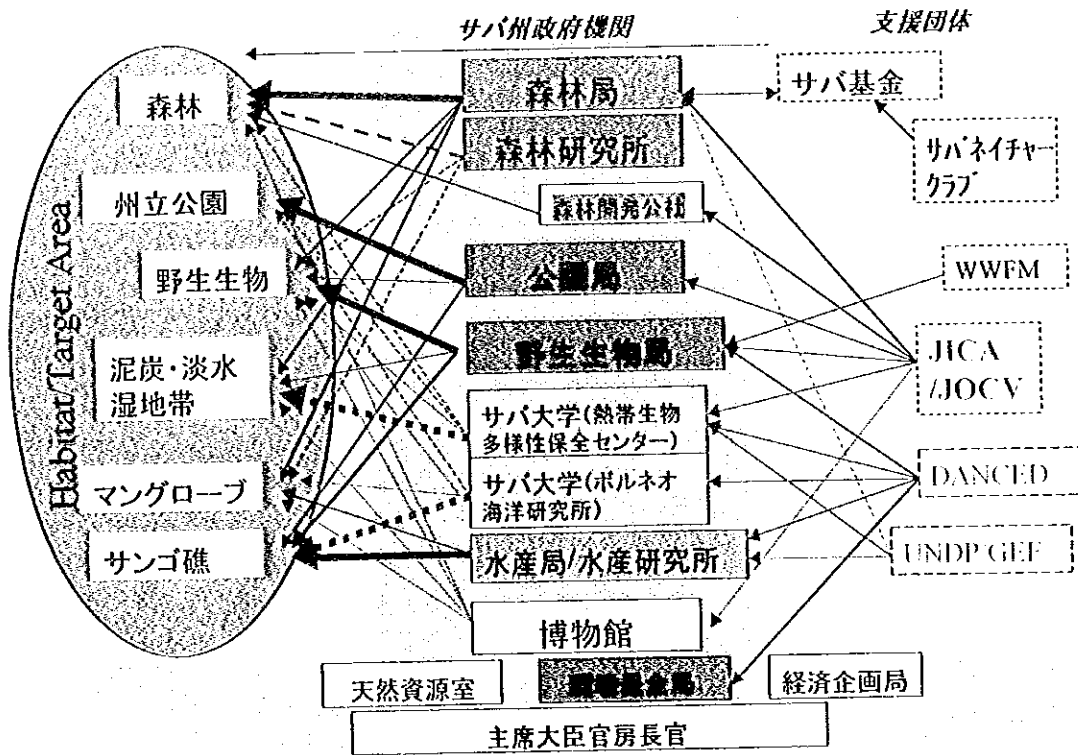 サバ州政府機関
支援団体
Habitat/Target Area
森林
州立公園
野生生物
泥炭・淡水
湿地帯
マングローブ
サンゴ礁
森林局
森林研究所
森林開発公社
公園局
野生生物局
サバ大学(熱帯生物
多様性保全センター)
サバ大学(ボルネオ
海洋研究所)
水産局/水産研究所
博物館
天然資源室
環境保全局
経済企画局
主席大臣官房長官
サバ基金
サバネイチャー
クラブ
WWFM
JICA
/JOCV
DANCED
UNDP/GEF